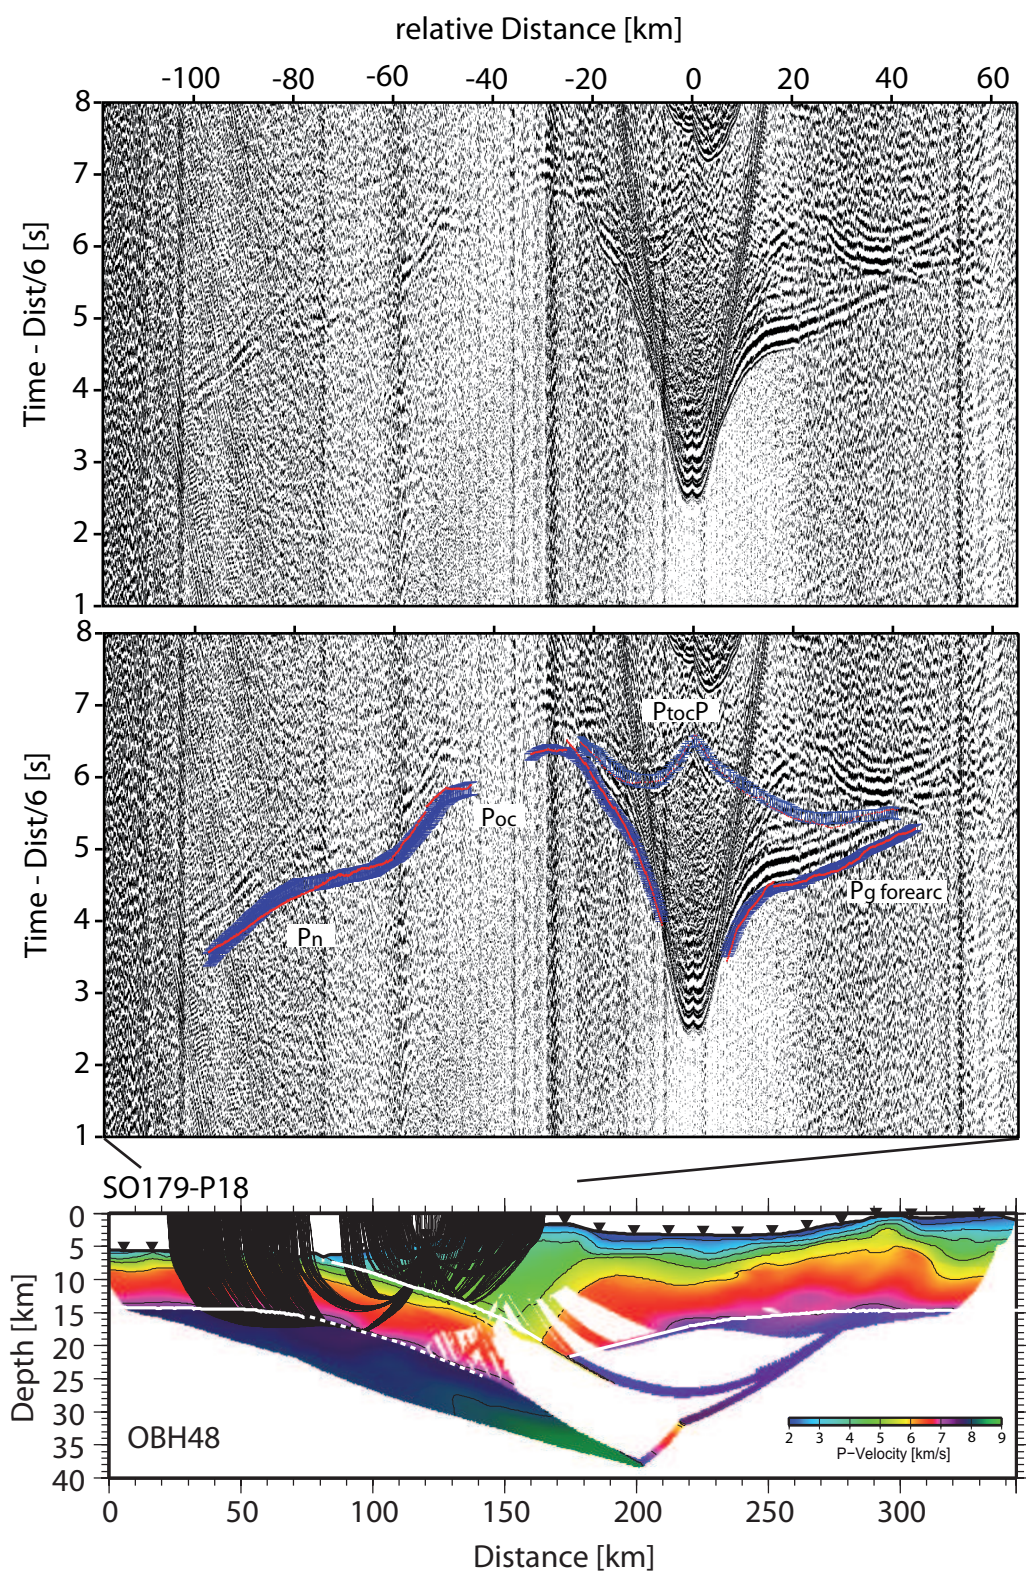 relative Distance [km]
-100 -80 -60 -40 -20 0 20 40 60
8
7
6
5
4
3
2
1
Time - Dist/6 [s]
8
7
6
5
4
3
2
1
Time - Dist/6 [s]
PtocP
Poc
Pg forearc
Pn
SO179-P18
0
5
10
15
20
25
30
35
40
Depth [km]
OBH48
2 3 4 5 6 7 8 9
P-Velocity [km/s]
0 50 100 150 200 250 300
Distance [km]